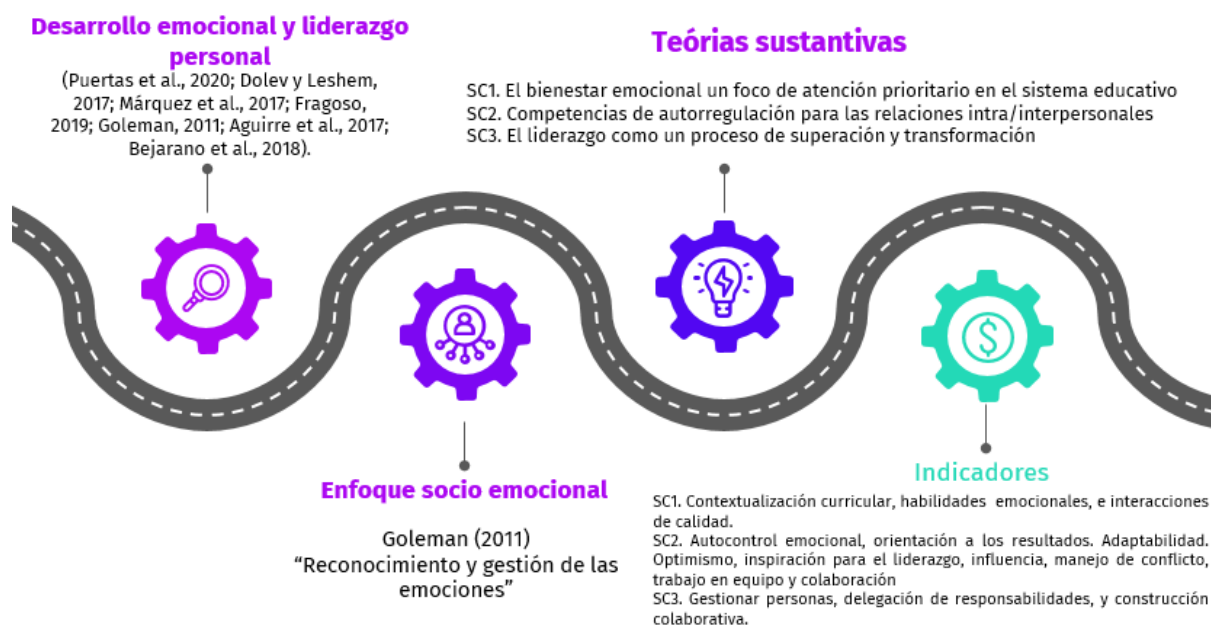 Desarrollo emocional y liderazgo
personal
(Puertas et al., 2020; Dolev y Leshem,
2017; Márquez et al., 2017; Fragoso,
2019; Goleman, 2011; Aguirre et al., 2017;
Bejarano et al., 2018).
Teórias sustantivas
SC1. El bienestar emocional un foco de atención prioritario en el sistema educativo
SC2. Competencias de autorregulación para las relaciones intra/interpersonales
SC3. El liderazgo como un proceso de superación y transformación
Enfoque socio emocional
Goleman (2011)
“Reconocimiento y gestión de las
emociones”
Indicadores
SC1. Contextualización curricular, habilidades emocionales, e interacciones
de calidad.
SC2. Autocontrol emocional, orientación a los resultados. Adaptabilidad.
Optimismo, inspiración para el liderazgo, influencia, manejo de conflicto,
trabajo en equipo y colaboración
SC3. Gestionar personas, delegación de responsabilidades, y construcción
colaborativa.